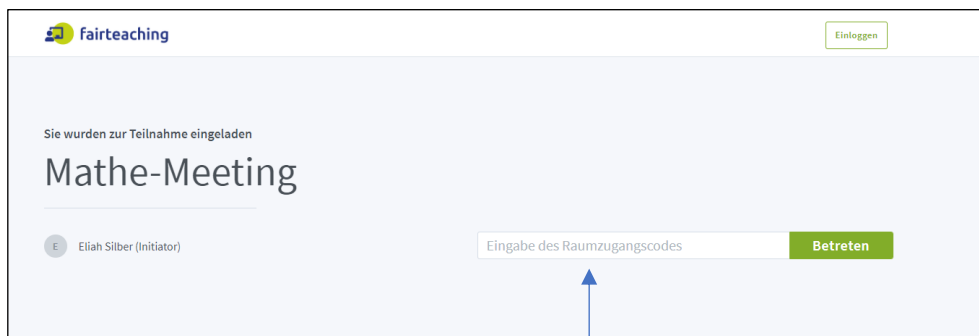 fairteaching
Einloggen
Sie wurden zur Teilnahme eingeladen
Mathe-Meeting
E
Eliah Silber (Initiator)
Eingabe des Raumzugangscodes
Betreten